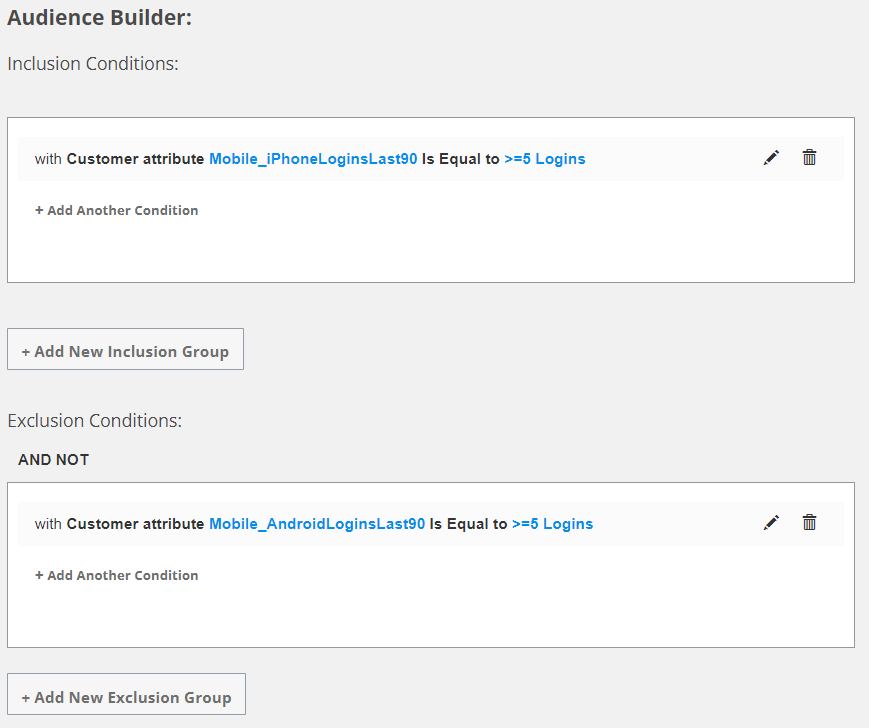 Audience Builder:
Inclusion Conditions:
with Customer attribute Mobile_iPhoneLoginsLast90 Is Equal to >=5 Logins
+ Add Another Condition
+ Add New Inclusion Group
Exclusion Conditions:
AND NOT
with Customer attribute Mobile_AndroidLoginsLast90 Is Equal to >=5 Logins
+ Add Another Condition
+ Add New Exclusion Group